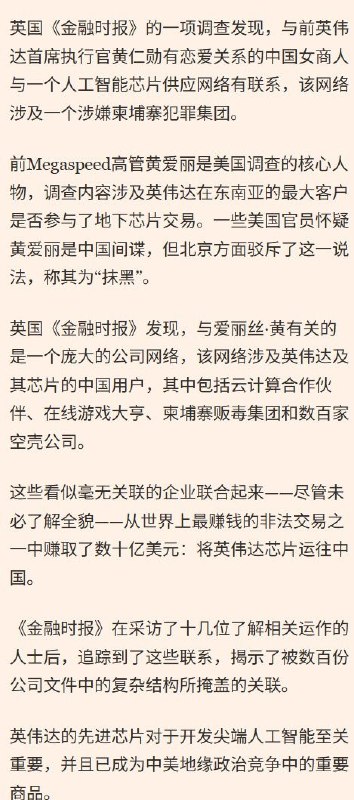 英国《金融时报》的一项调查发现，与前英伟
达首席执行官黄仁勋有恋爱关系的中国女商人
与一个人工智能芯片供应网络有联系，该网络
涉及一个涉嫌柬埔寨犯罪集团。
前Megaspeed高管黄爱丽是美国调查的核心人
物，调查内容涉及英伟达在东南亚的最大客户
是否参与了地下芯片交易。一些美国官员怀疑
黄爱丽是中国间谍，但北京方面驳斥了这一说
法，称其为“抹黑”。
英国《金融时报》发现，与爱丽丝·黄有关的
是一个庞大的公司网络，该网络涉及英伟达及
其芯片的中国用户，其中包括云计算合作伙
伴、在线游戏大亨、柬埔寨贩毒集团和数百家
空壳公司。
这些看似毫无关联的企业联合起来——尽管未
必了解全貌——从世界上最赚钱的非法交易之
一中赚取了数十亿美元：将英伟达芯片运往中
国。
《金融时报》在采访了十几位了解相关运作的
人士后，追踪到了这些联系，揭示了被数百份
公司文件中的复杂结构所掩盖的关联。
英伟达的先进芯片对于开发尖端人工智能至关
重要，并且已成为中美地缘政治竞争中的重要
商品。